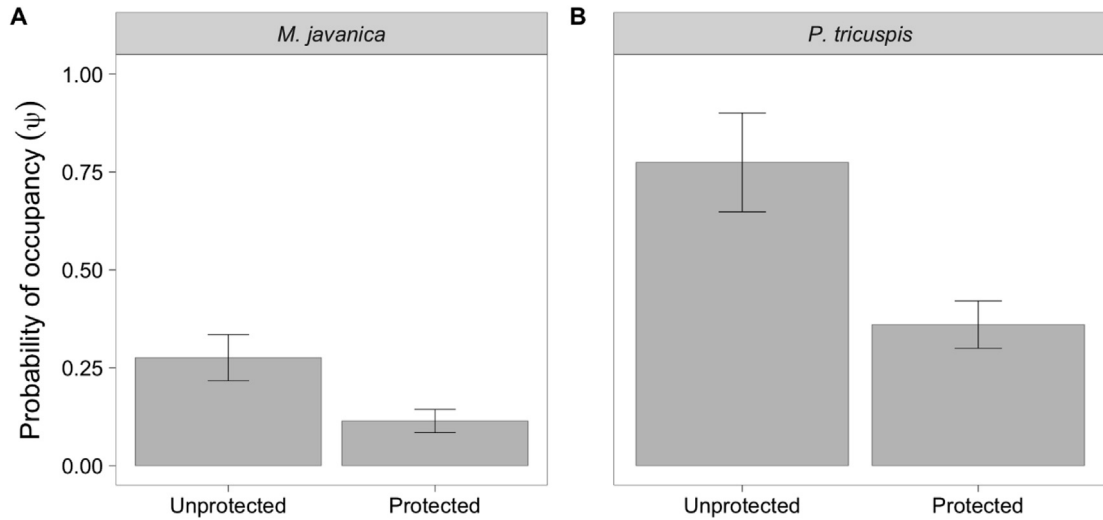 A
B
M. javanica
P. tricuspis
Probability of occupancy (ψ)
1.00
0.75
0.50
0.25
0.00
Unprotected
Protected
Unprotected
Protected